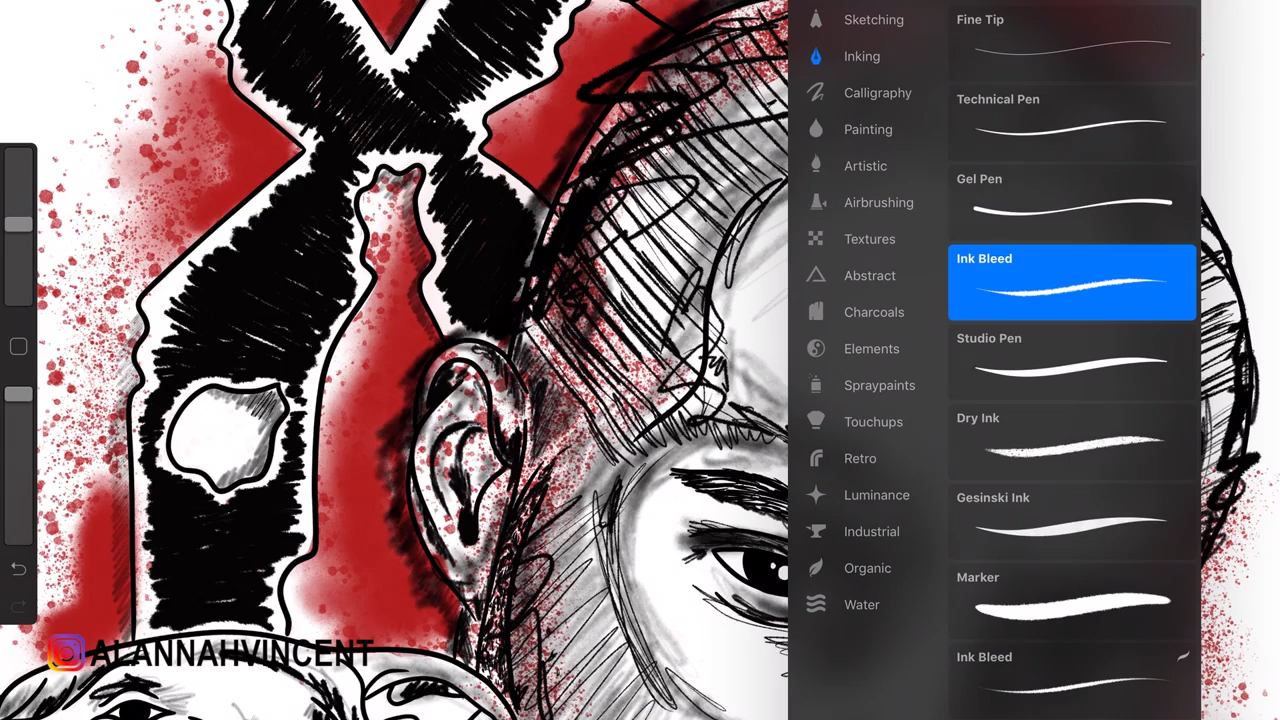 Sketching
Inking
Calligraphy
Painting
Artistic
Airbrushing
Textures
Abstract
Charcoals
Elements
Spraypaints
Touchups
Retro
Luminance
Industrial
Organic
Water
Fine Tip
Technical Pen
Gel Pen
Ink Bleed
Studio Pen
Dry Ink
Gesinski Ink
Marker
Ink Bleed
ALANNAHVINCENT